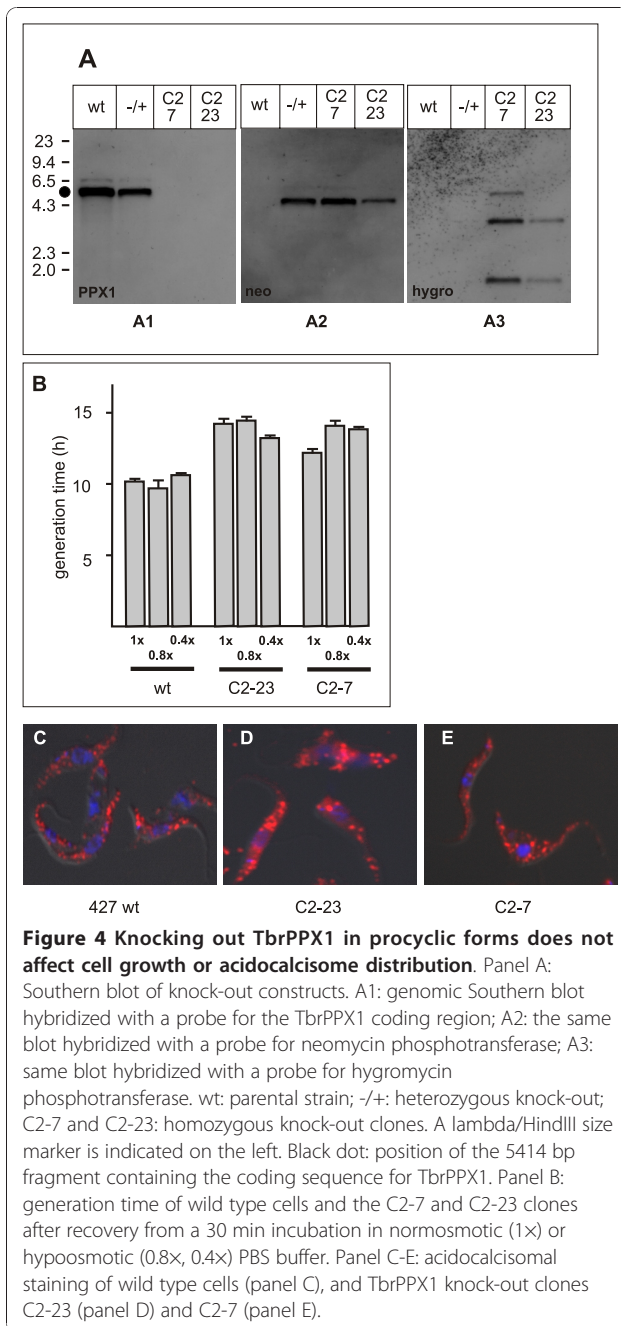 A
wt -/+ C2 7 C2 23 wt -/+ C2 7 C2 23 wt -/+ C2 7 C2 23
23
9.4
6.5
4.3
2.3
2.0
PPX1 neo hygro
A1 A2 A3
B
15
10
5
generation time (h)
1x 0.4x 1x 0.4x 1x 0.4x
0.8x 0.8x 0.8x
wt C2-23 C2-7
C D E
427 wt C2-23 C2-7
Figure 4 Knocking out TbrPPX1 in procyclic forms does not
affect cell growth or acidocalcisome distribution. Panel A:
Southern blot of knock-out constructs. A1: genomic Southern blot
hybridized with a probe for the TbrPPX1 coding region; A2: the same
blot hybridized with a probe for neomycin phosphotransferase; A3:
same blot hybridized with a probe for hygromycin
phosphotransferase. wt: parental strain; -/+: heterozygous knock-out;
C2-7 and C2-23: homozygous knock-out clones. A lambda/HindIII size
marker is indicated on the left. Black dot: position of the 5414 bp
fragment containing the coding sequence for TbrPPX1. Panel B:
generation time of wild type cells and the C2-7 and C2-23 clones
after recovery from a 30 min incubation in normosmotic (1×) or
hypoosmotic (0.8×, 0.4×) PBS buffer. Panel C-E: acidocalcisomal
staining of wild type cells (panel C), and TbrPPX1 knock-out clones
C2-23 (panel D) and C2-7 (panel E).